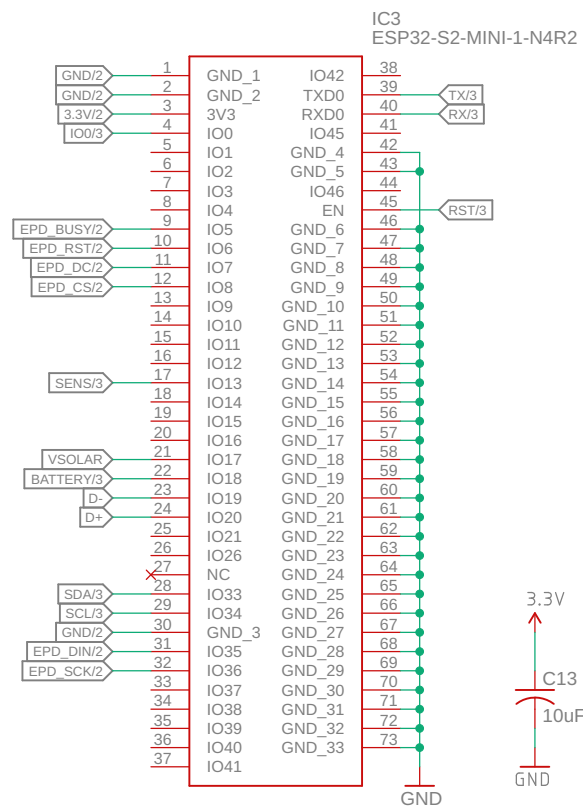 IC3
ESP32-S2-MINI-1-N4R2
GND/2 1 GND_1 IO42 38
GND/2 2 GND_2 TXD0 39 TX/3
3.3V/2 3 3V3 RXD0 40 RX/3
IO0/3 4 IO0 IO45 41
5 IO1 GND_4 42
6 IO2 GND_5 43
7 IO3 IO46 44
8 IO4 EN 45 RST/3
EPD_BUSY/2 9 IO5 GND_6 46
EPD_RST/2 10 IO6 GND_7 47
EPD_DC/2 11 IO7 GND_8 48
EPD_CS/2 12 IO8 GND_9 49
13 IO9 GND_10 50
14 IO10 GND_11 51
15 IO11 GND_12 52
16 IO12 GND_13 53
SENS/3 17 IO13 GND_14 54
18 IO14 GND_15 55
19 IO15 GND_16 56
20 IO16 GND_17 57
VSOLAR 21 IO17 GND_18 58
BATTERY/3 22 IO18 GND_19 59
D- 23 IO19 GND_20 60
D+ 24 IO20 GND_21 61
25 IO21 GND_22 62
26 IO26 GND_23 63
27 NC GND_24 64
SDA/3 28 IO33 GND_25 65
SCL/3 29 IO34 GND_26 66
GND/2 30 GND_3 GND_27 67
EPD_DIN/2 31 IO35 GND_28 68
EPD_SCK/2 32 IO36 GND_29 69
33 IO37 GND_30 70
34 IO38 GND_31 71
35 IO39 GND_32 72
36 IO40 GND_33 73
37 IO41
GND
3.3V
C13
10uF
GND